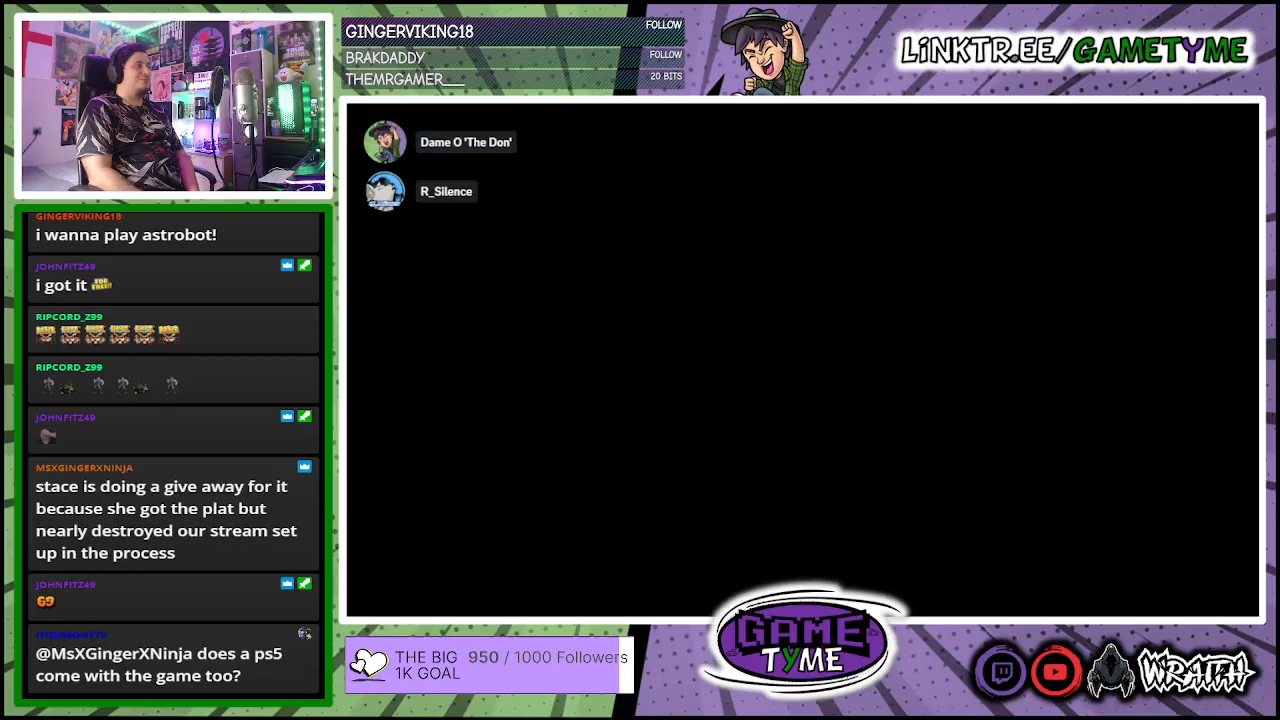 GINGERVIKING18 FOLLOW
BRAKDADDY FOLLOW
THEMRGAMER___ 20 BITS
LINKTR.EE/GAMETYME
Dame O 'The Don'
R_Silence
GINGERVIKING18
i wanna play astrobot!
JOHNFITZ49
i got it FOR FREE!!
RIPCORD_Z99
RIPCORD_Z99
JOHNFITZ49
MSXGINGERXNINJA
stace is doing a give away for it
because she got the plat but
nearly destroyed our stream set
up in the process
JOHNFITZ49
69
ITISSIMONTTV
@MsXGingerXNinja does a ps5
come with the game too?
THE BIG 950 / 1000 Followers
1K GOAL
GAME
TYME
WRAITH